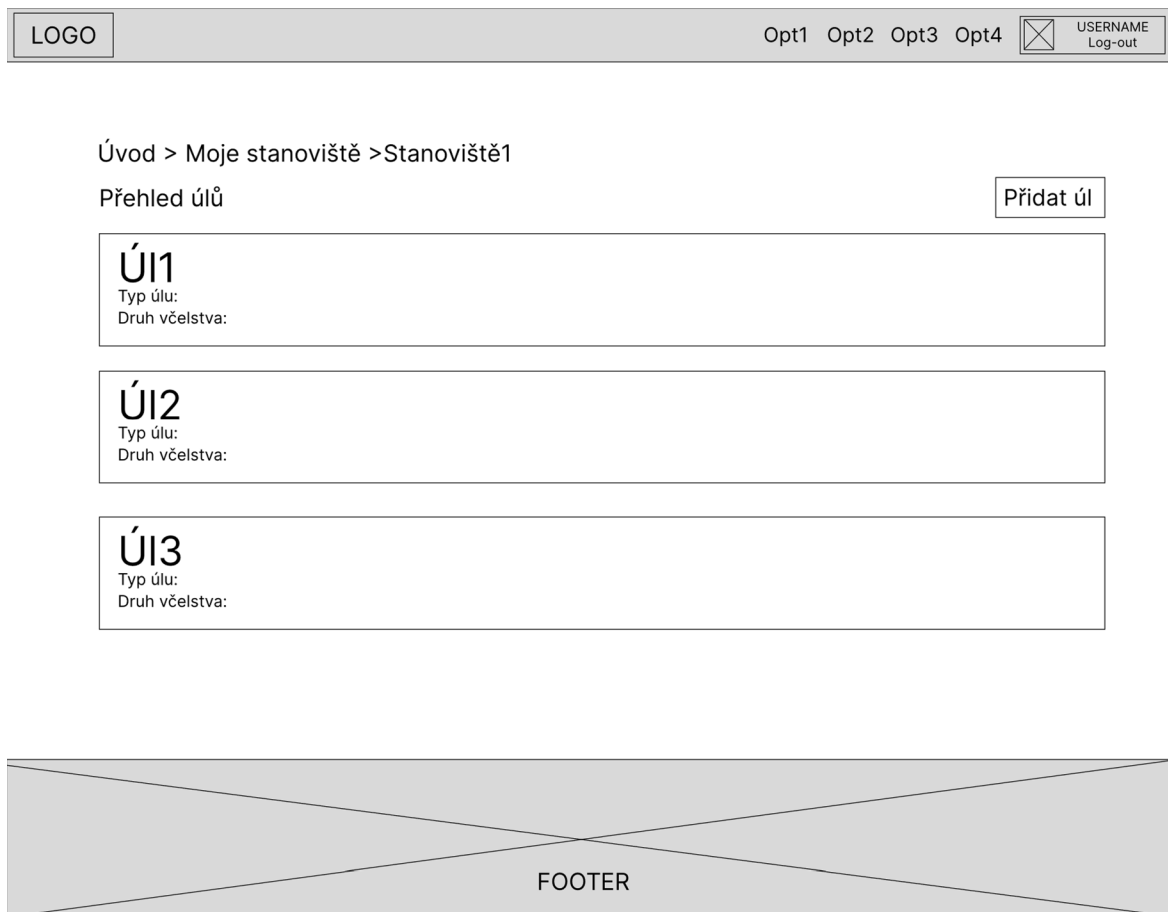 LOGO
Opt1 Opt2 Opt3 Opt4
USERNAME
Log-out
Úvod > Moje stanoviště >Stanoviště1
Přehled úlů
Přidat úl
Úl1
Typ úlu:
Druh včelstva:
Úl2
Typ úlu:
Druh včelstva:
Úl3
Typ úlu:
Druh včelstva:
FOOTER